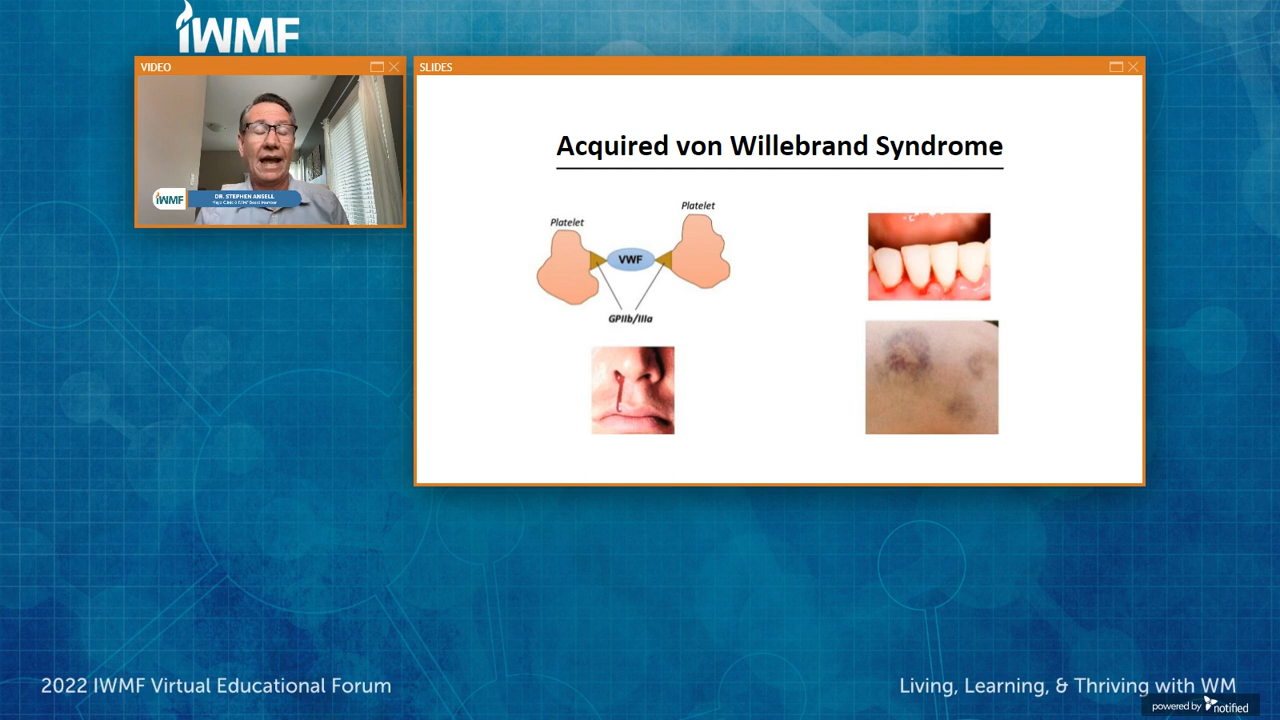 IWMF
VIDEO
SLIDES
Acquired von Willebrand Syndrome
Platelet
Platelet
VWF
GPIIb/IIIa
IWMF
DR. STEPHEN ANSELL
2022 IWMF Virtual Educational Forum
Living, Learning, & Thriving with WM
powered by notified